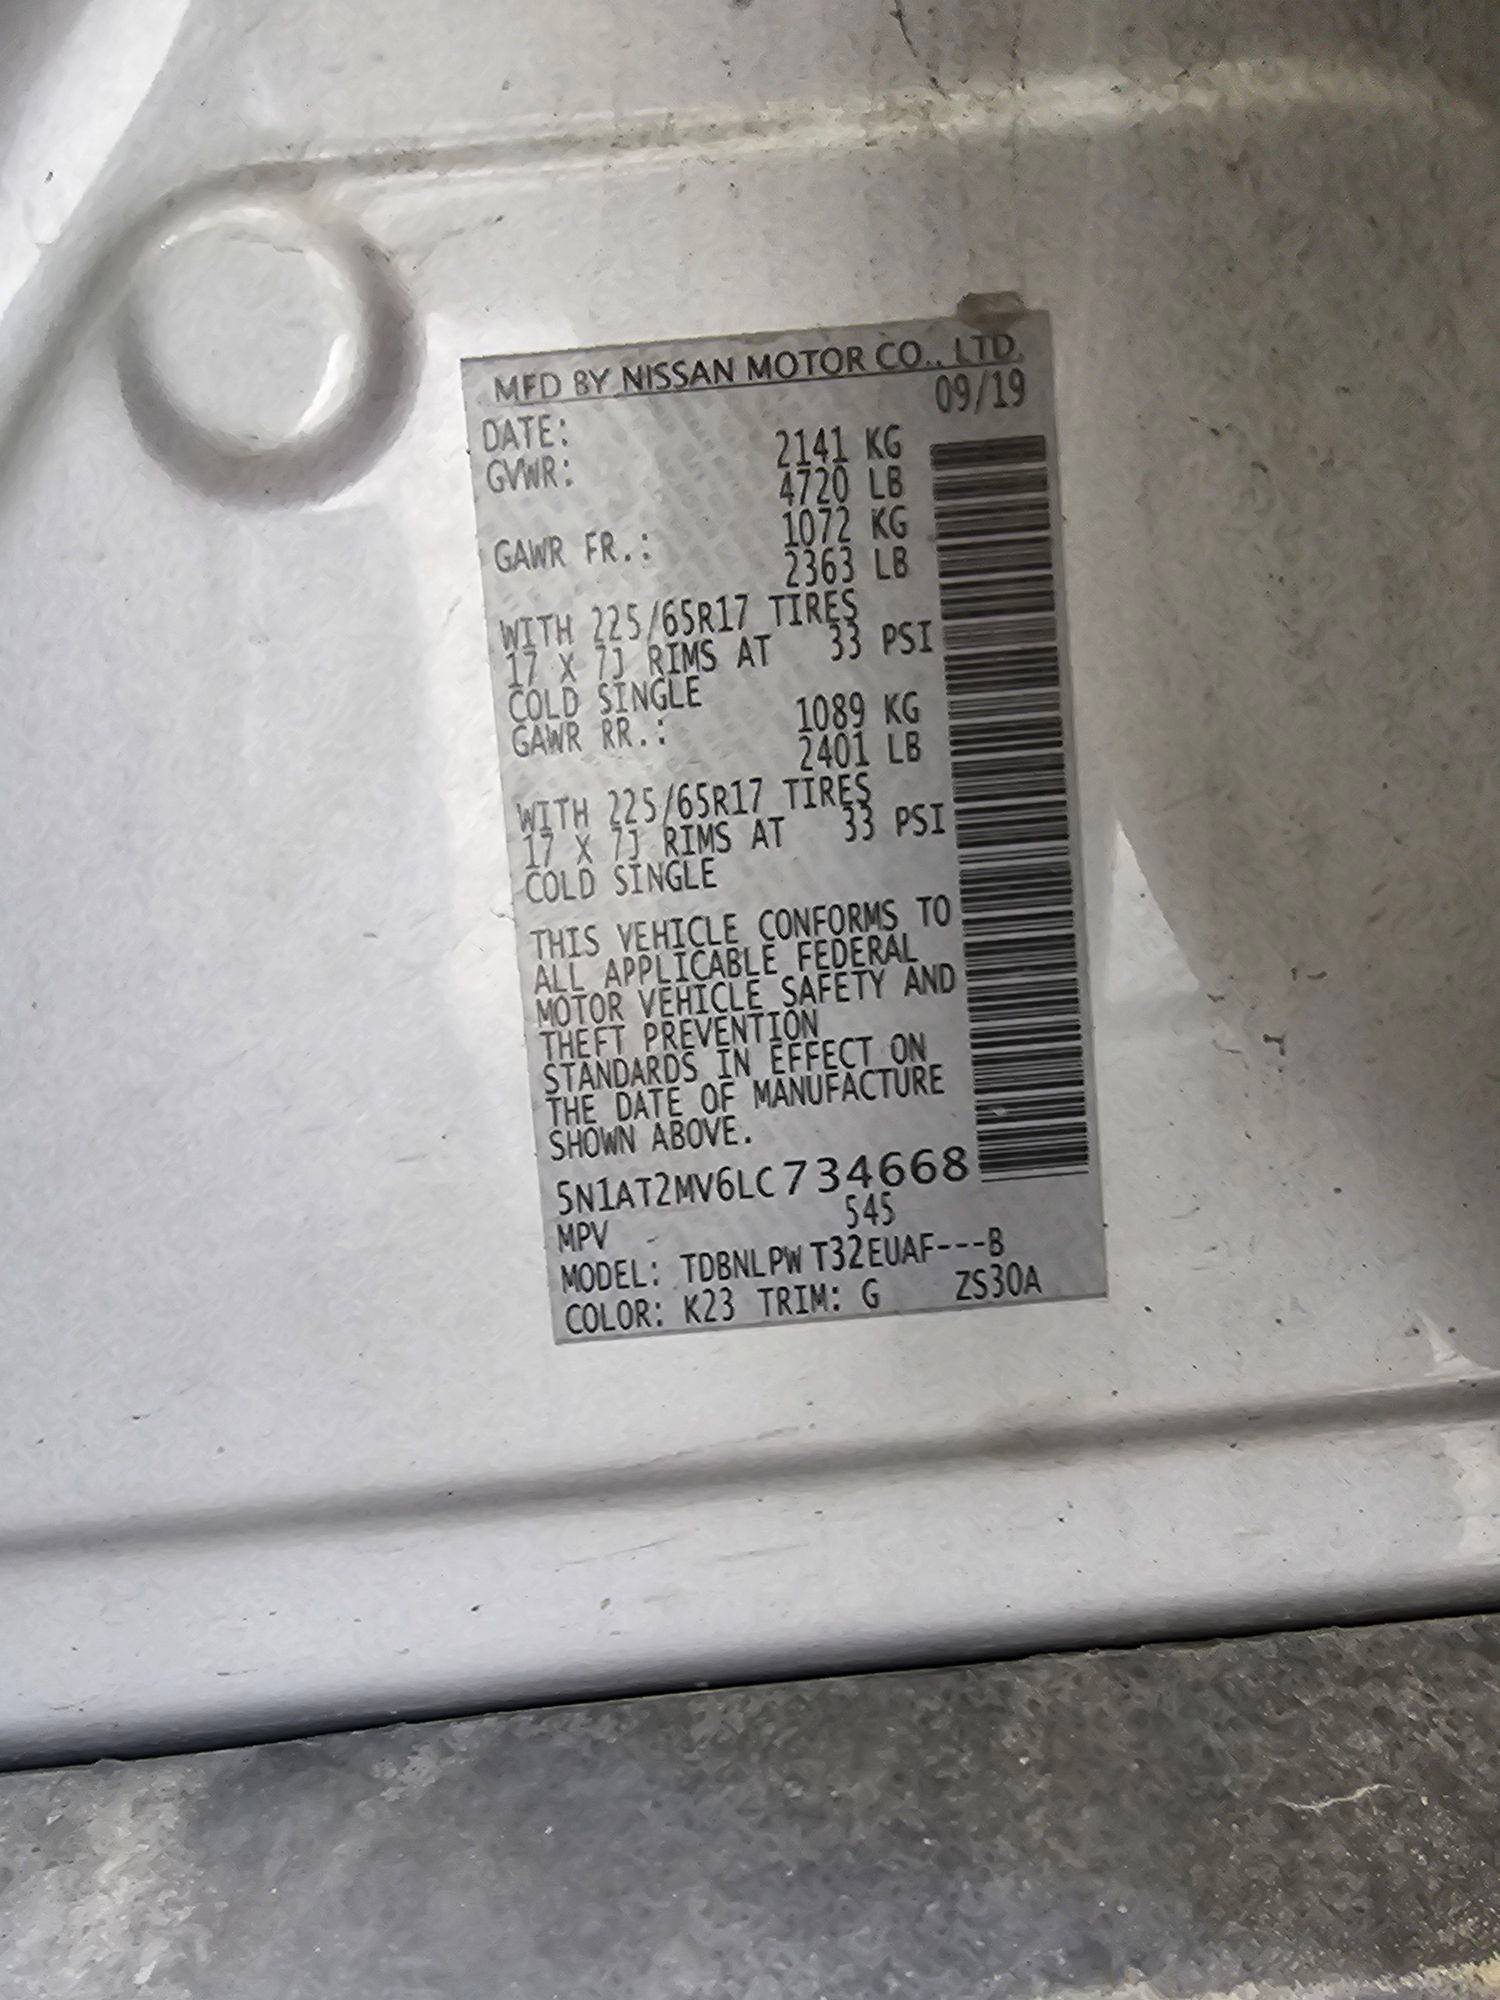 MFD BY NISSAN MOTOR CO., LTD.
DATE: 09/19
GVWR: 2141 KG
4720 LB
GAWR FR.: 1072 KG
2363 LB
WITH 225/65R17 TIRES
17 X 7J RIMS AT 33 PSI
COLD SINGLE
GAWR RR.: 1089 KG
2401 LB
WITH 225/65R17 TIRES
17 X 7J RIMS AT 33 PSI
COLD SINGLE
THIS VEHICLE CONFORMS TO
ALL APPLICABLE FEDERAL
MOTOR VEHICLE SAFETY AND
THEFT PREVENTION
STANDARDS IN EFFECT ON
THE DATE OF MANUFACTURE
SHOWN ABOVE.
5N1AT2MV6LC734668
MPV - 545
MODEL: TDBNLPW T32EUAF---B
COLOR: K23 TRIM: G ZS30A